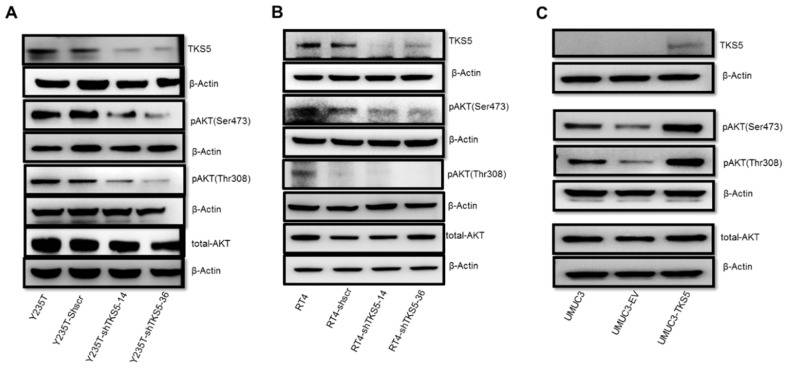 A
TKS5
β-Actin
pAKT(Ser473)
β-Actin
pAKT(Thr308)
β-Actin
total-AKT
β-Actin
Y235T
Y235T-Shscr
Y235T-shTKS5-14
Y235T-shTKS5-36
B
TKS5
β-Actin
pAKT(Ser473)
β-Actin
pAKT(Thr308)
β-Actin
total-AKT
β-Actin
RT4
RT4-shscr
RT4-shTKS5-14
RT4-shTKS5-36
C
TKS5
β-Actin
pAKT(Ser473)
pAKT(Thr308)
β-Actin
total-AKT
β-Actin
UMUC3
UMUC3-EV
UMUC3-TKS5